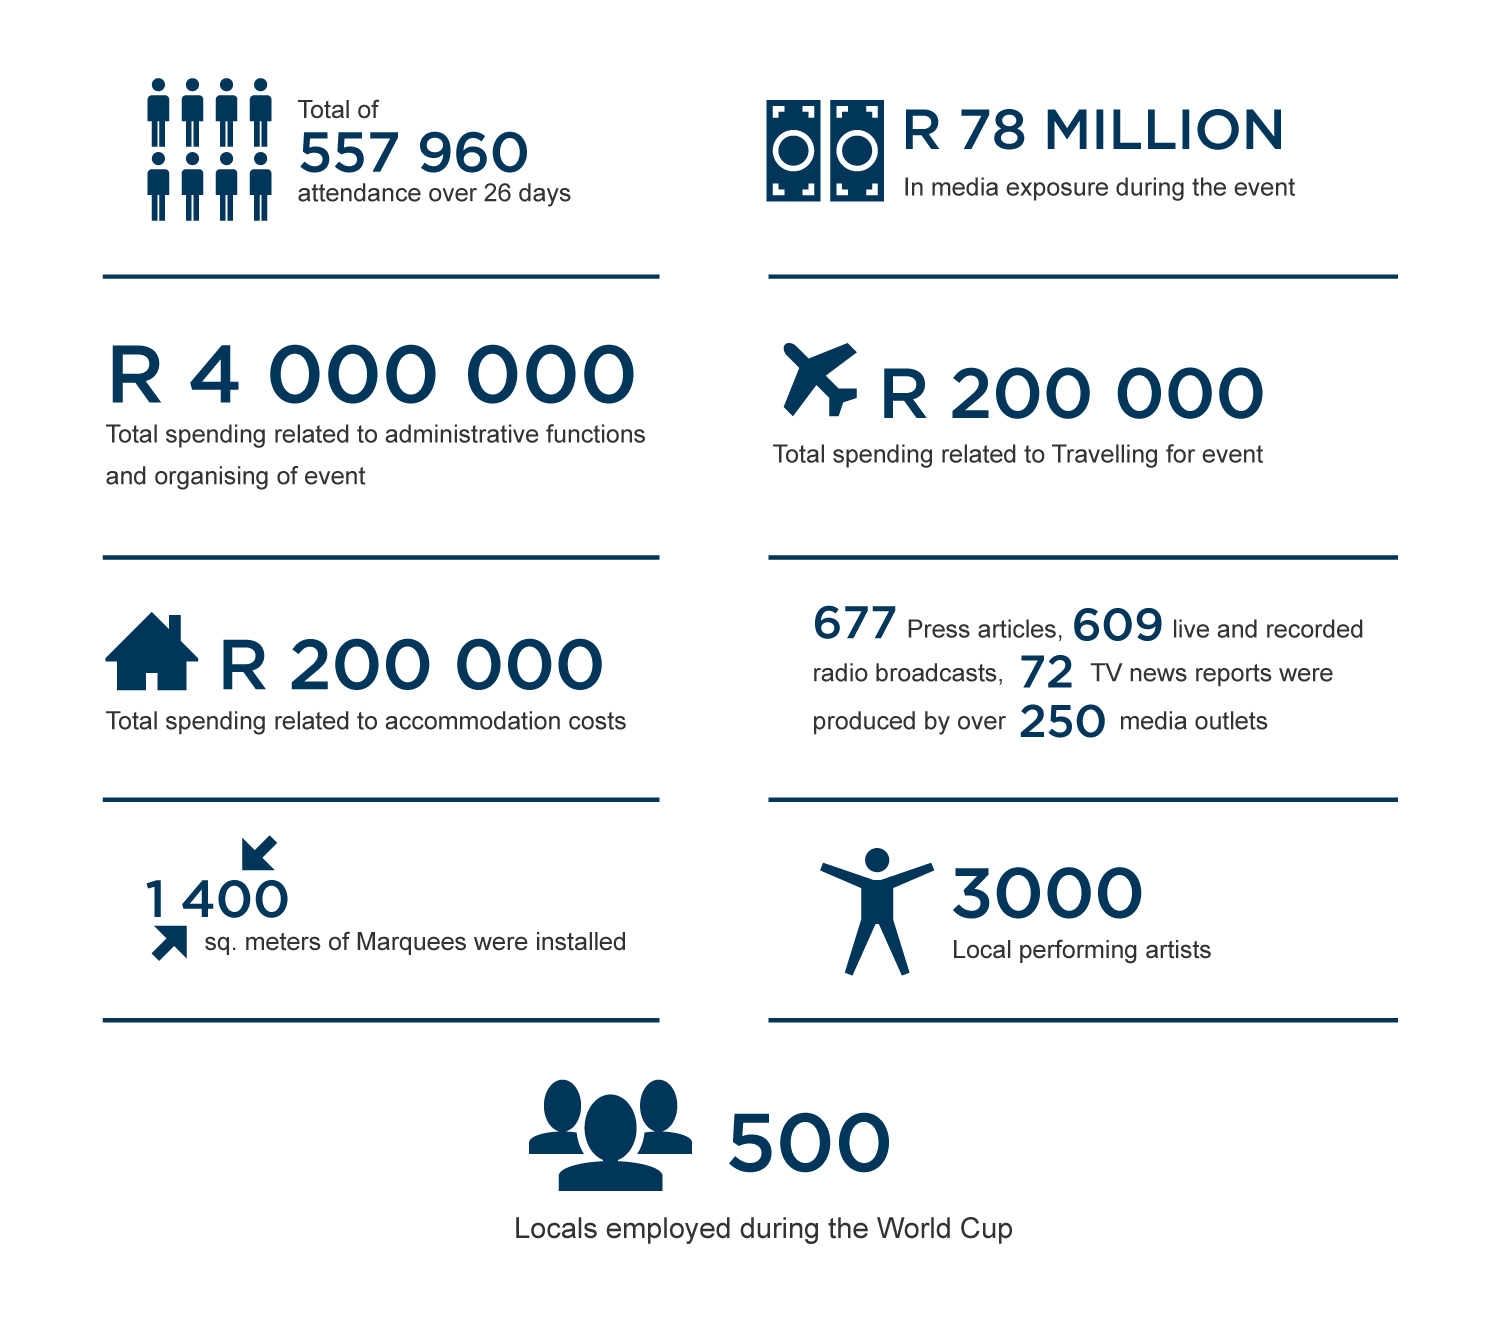 Total of
557 960
attendance over 26 days
R 78 MILLION
In media exposure during the event
R 4 000 000
Total spending related to administrative functions
and organising of event
R 200 000
Total spending related to Travelling for event
R 200 000
Total spending related to accommodation costs
677 Press articles, 609 live and recorded
radio broadcasts, 72 TV news reports were
produced by over 250 media outlets
1 400
sq. meters of Marquees were installed
3000
Local performing artists
500
Locals employed during the World Cup